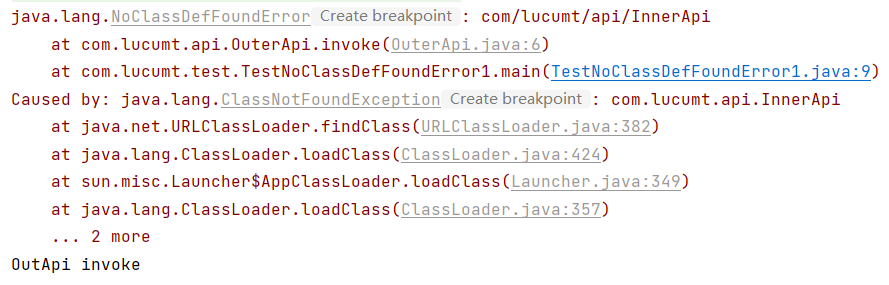 java.lang.NoClassDefFoundError Create breakpoint : com/lucumt/api/InnerApi
at com.lucumt.api.OuterApi.invoke(OuterApi.java:6)
at com.lucumt.test.TestNoClassDefFoundError1.main(TestNoClassDefFoundError1.java:9)
Caused by: java.lang.ClassNotFoundException Create breakpoint : com.lucumt.api.InnerApi
at java.net.URLClassLoader.findClass(URLClassLoader.java:382)
at java.lang.ClassLoader.loadClass(ClassLoader.java:424)
at sun.misc.Launcher$AppClassLoader.loadClass(Launcher.java:349)
at java.lang.ClassLoader.loadClass(ClassLoader.java:357)
... 2 more
OutApi invoke